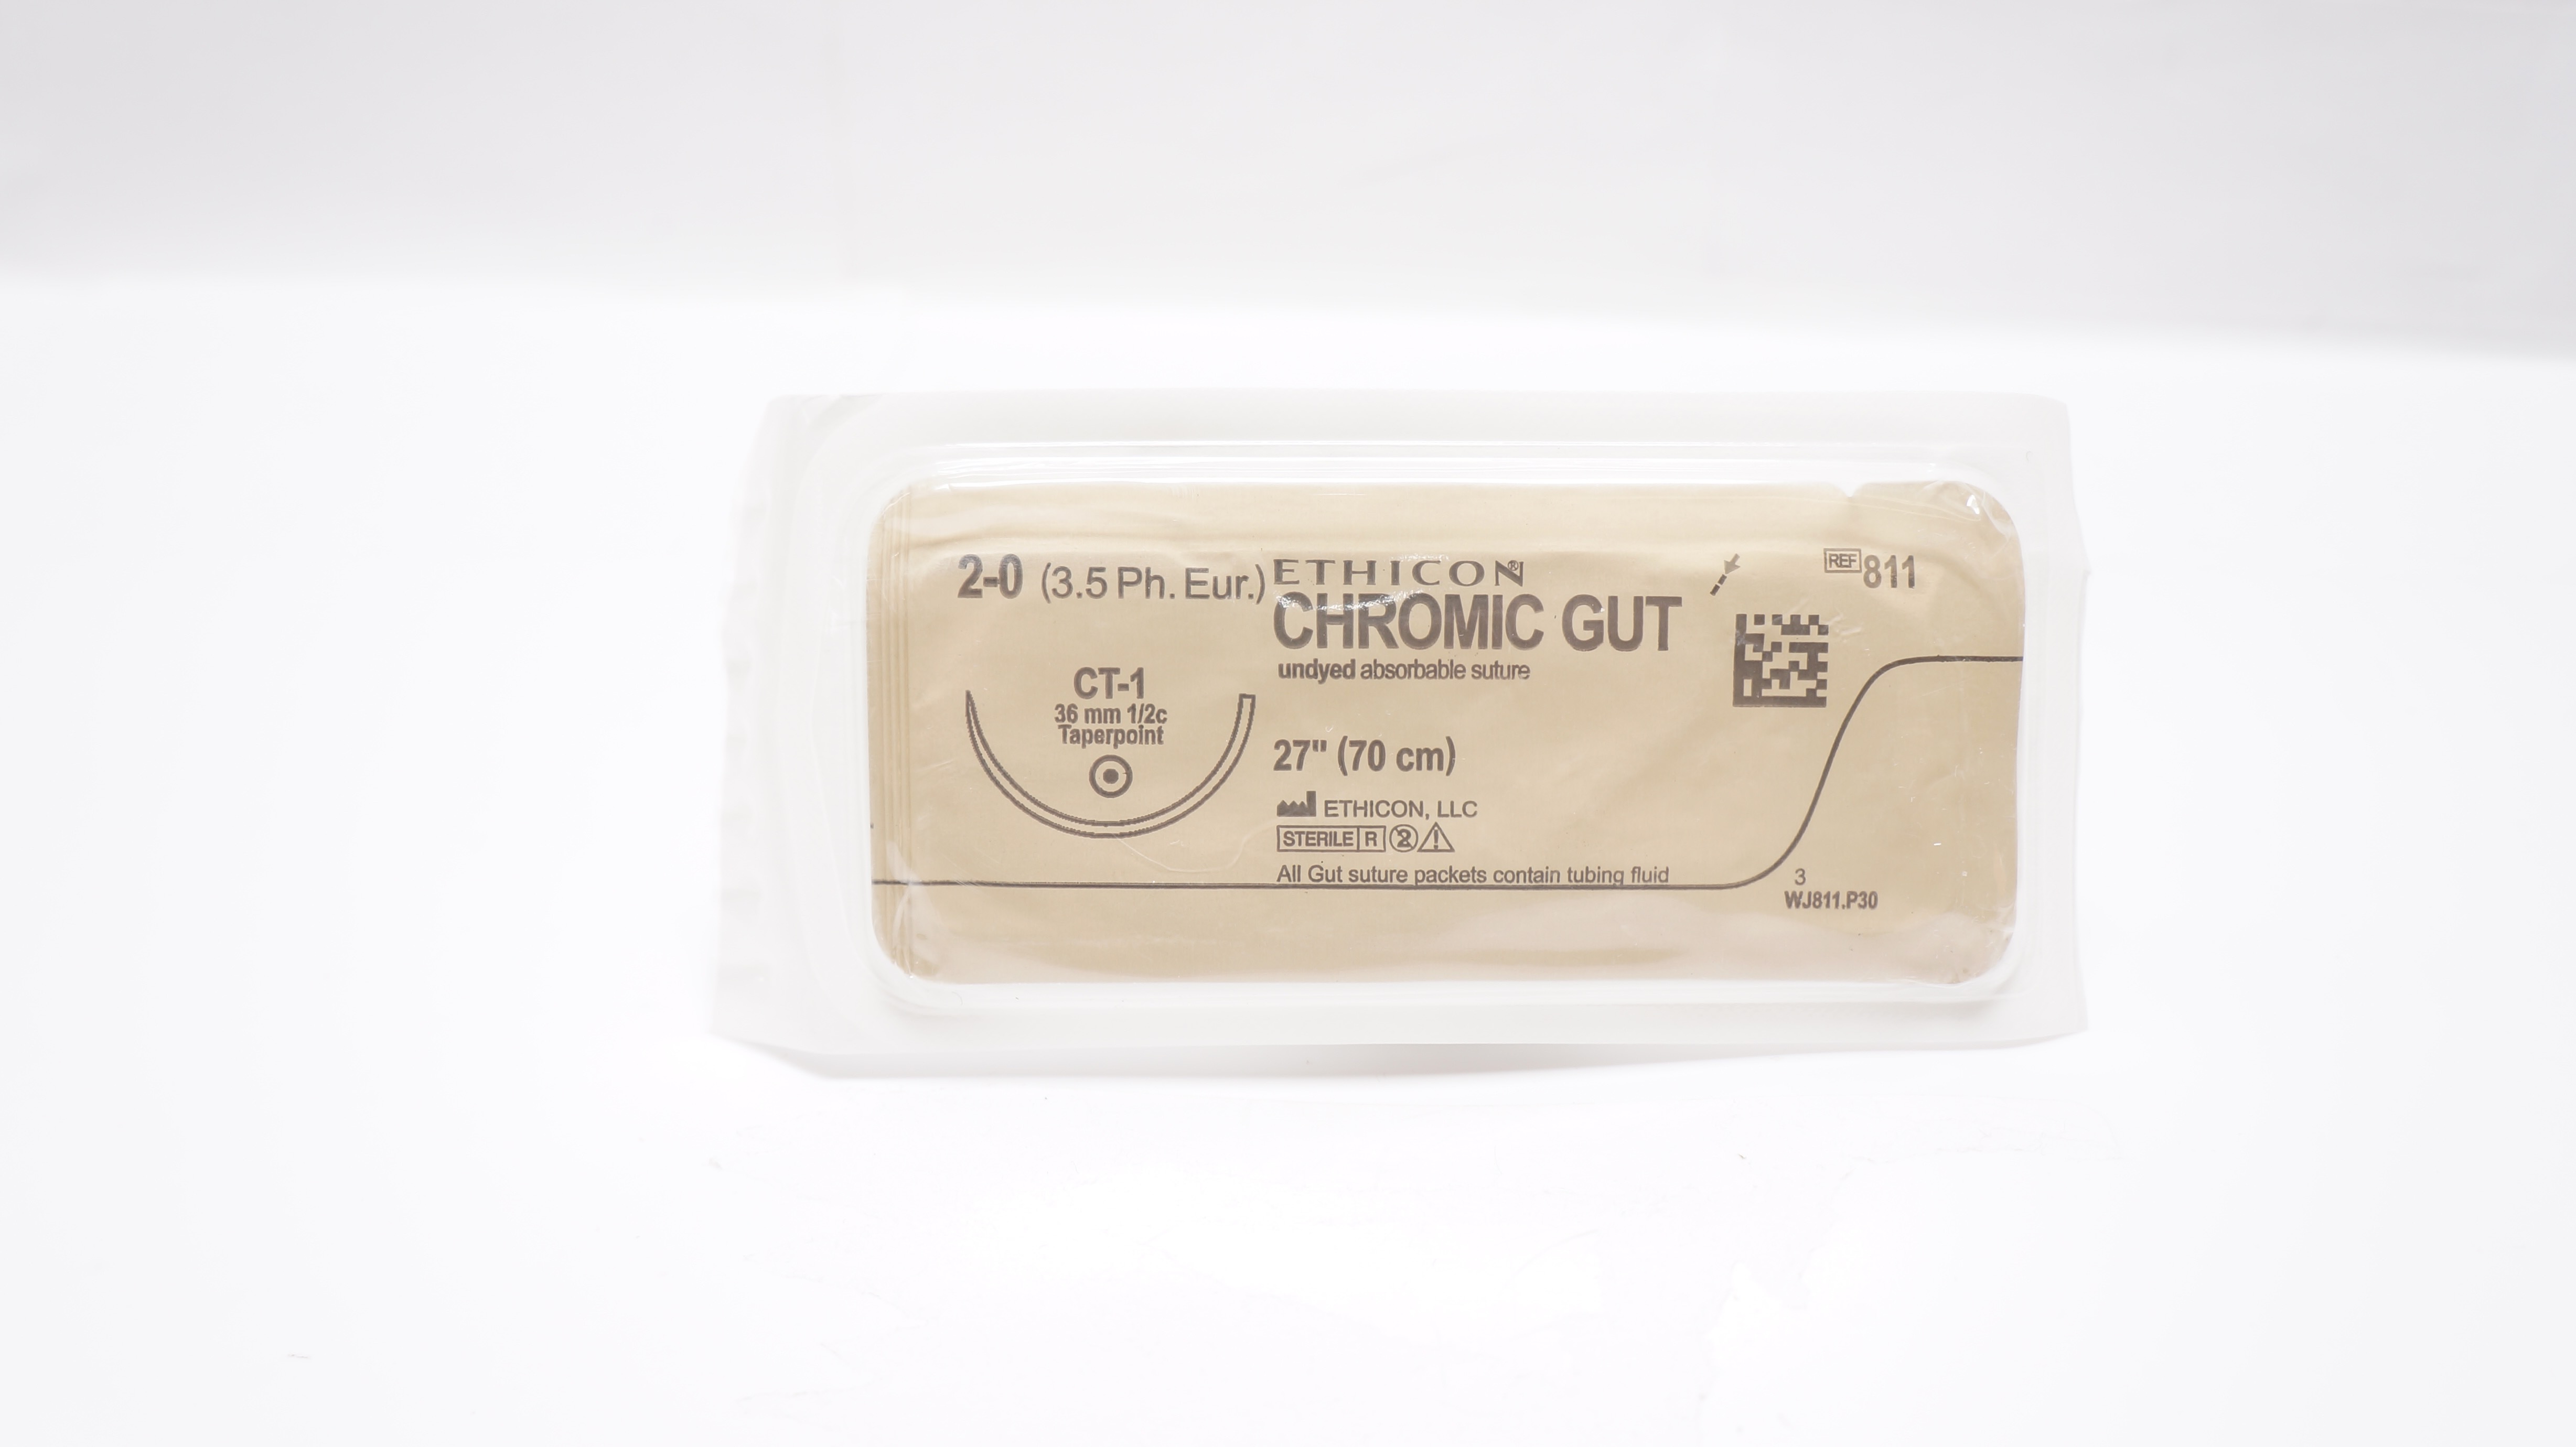 2-0 (3.5 Ph. Eur.)
CT-1
36 mm 1/2c
Taperpoint
ETHICON®
CHROMIC GUT
undyed absorbable suture
27" (70 cm)
ETHICON, LLC
STERILE R 2
All Gut suture packets contain tubing fluid
REF 811
3
WJ811.P30